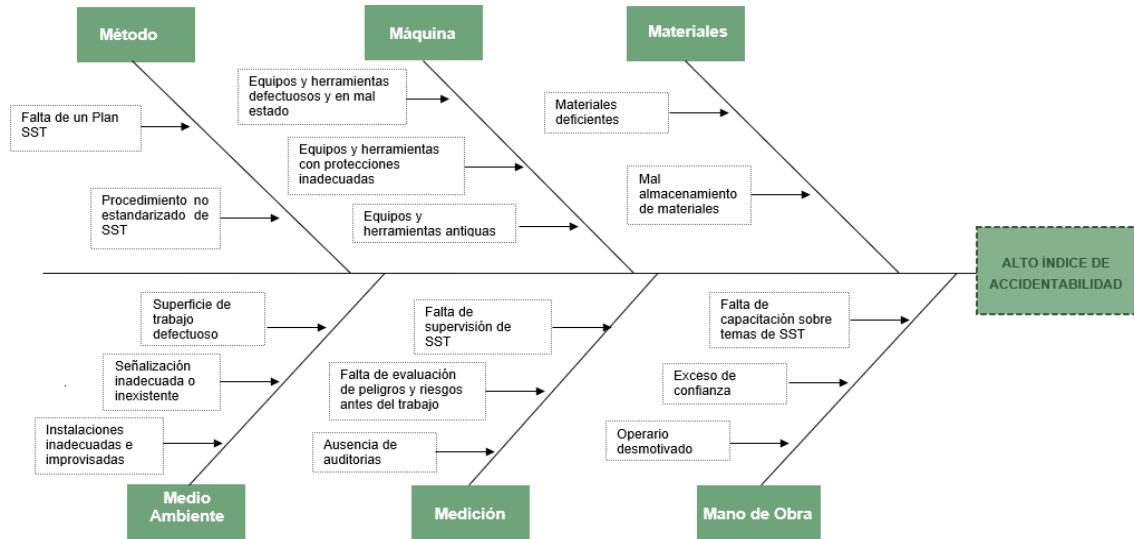 Método
Máquina
Materiales
Falta de un Plan
SST
Procedimiento no
estandarizado de
SST
Equipos y herramientas
defectuosos y en mal
estado
Equipos y herramientas
con protecciones
inadecuadas
Equipos y
herramientas antiguas
Materiales
deficientes
Mal
almacenamiento
de materiales
ALTO ÍNDICE DE
ACCIDENTABILIDAD
Superficie de
trabajo
defectuoso
Señalización
inadecuada o
inexistente
Instalaciones
inadecuadas e
improvisadas
Falta de
supervisión de
SST
Falta de evaluación
de peligros y riesgos
antes del trabajo
Ausencia de
auditorias
Falta de
capacitación sobre
temas de SST
Exceso de
confianza
Operario
desmotivado
Medio
Ambiente
Medición
Mano de Obra